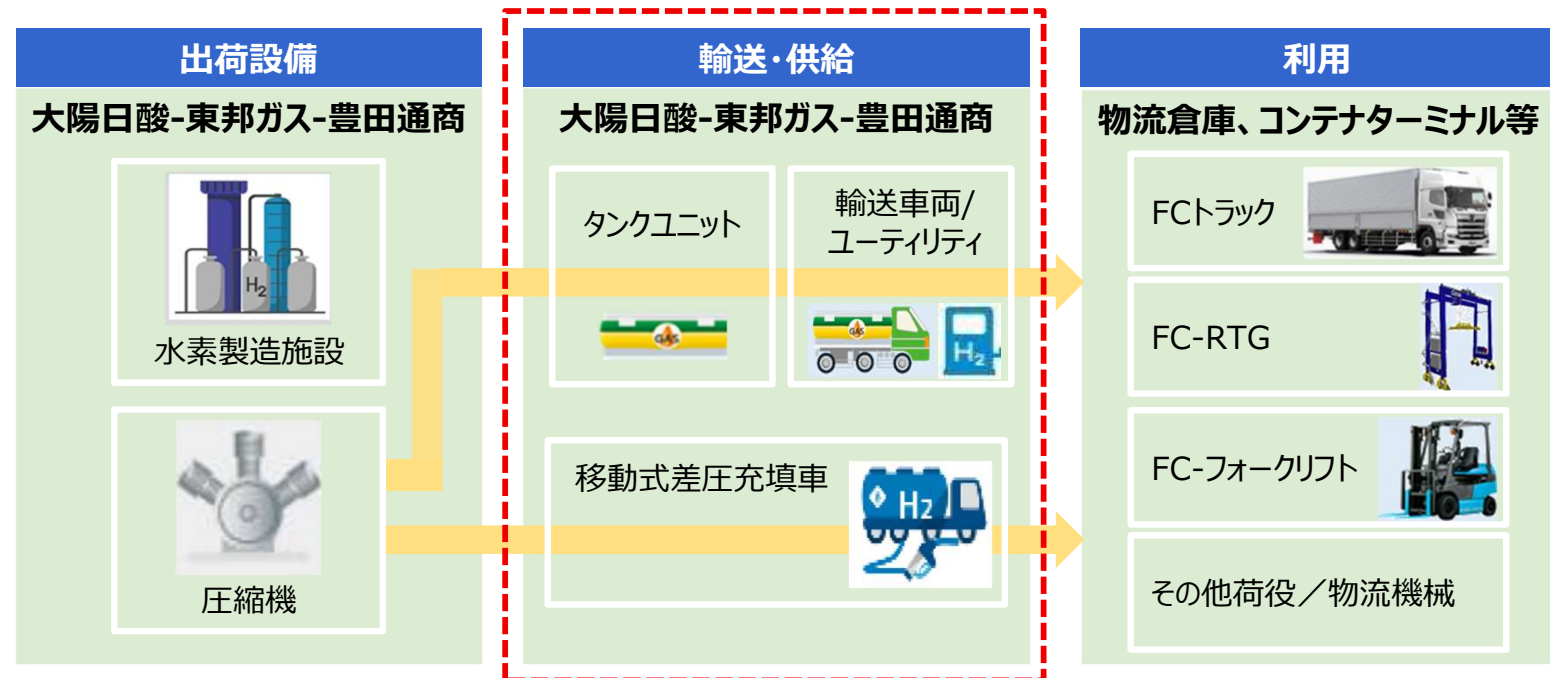 出荷設備
大陽日酸-東邦ガス-豊田通商
H₂
水素製造施設
圧縮機
輸送・供給
大陽日酸-東邦ガス-豊田通商
タンクユニット
GAS
輸送車両/
ユーティリティ
GAS
H₂
移動式差圧充填車
H2
利用
物流倉庫、コンテナターミナル等
FCトラック
FC-RTG
FC-フォークリフト
その他荷役／物流機械